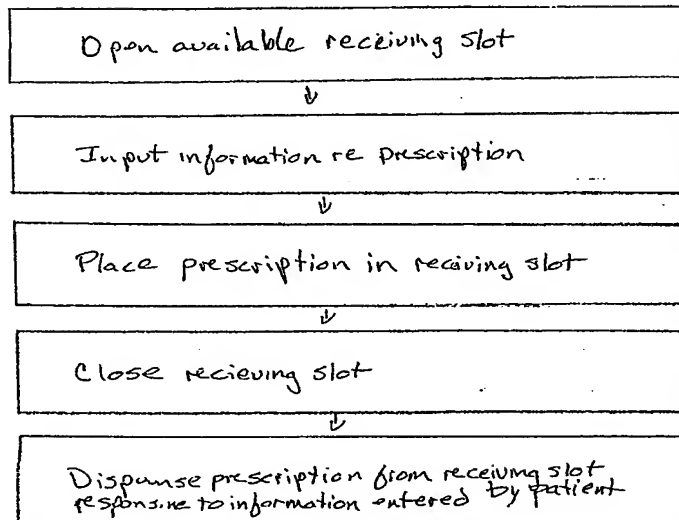 Open available receiving slot
Input information re prescription
Place prescription in receiving slot
Close recieving slot
Dispense prescription from receiving slot
responsive to information entered by patient